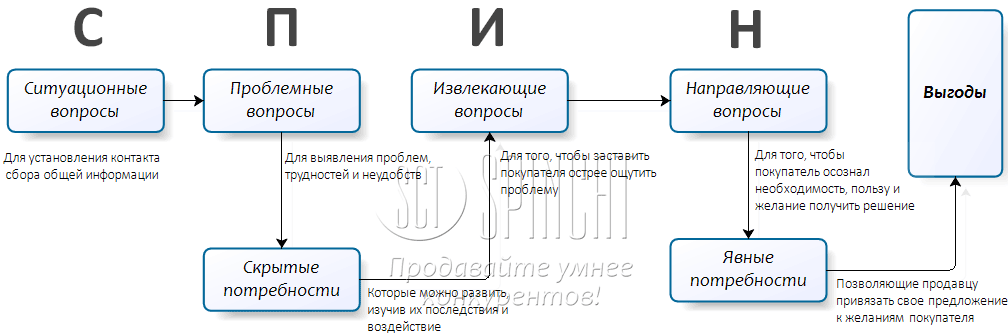 С
П
И
Н
Ситуационные
вопросы
Проблемные
вопросы
Извлекающие
вопросы
Направляющие
вопросы
Выгоды
Для установления контакта
сбора общей информации
Для выявления проблем,
трудностей и неудобств
Для того, чтобы заставить
покупателя острее ощутить
проблему
Для того, чтобы
покупатель осознал
необходимость, пользу и
желание получить решение
SCT SPINCAT
Продавайте умнее
конкурентов!
Скрытые
потребности
Которые можно развить
изучив их последствия и
воздействие
Явные
потребности
Позволяющие продавцу
привязать свое предложение
к желаниям покупателя